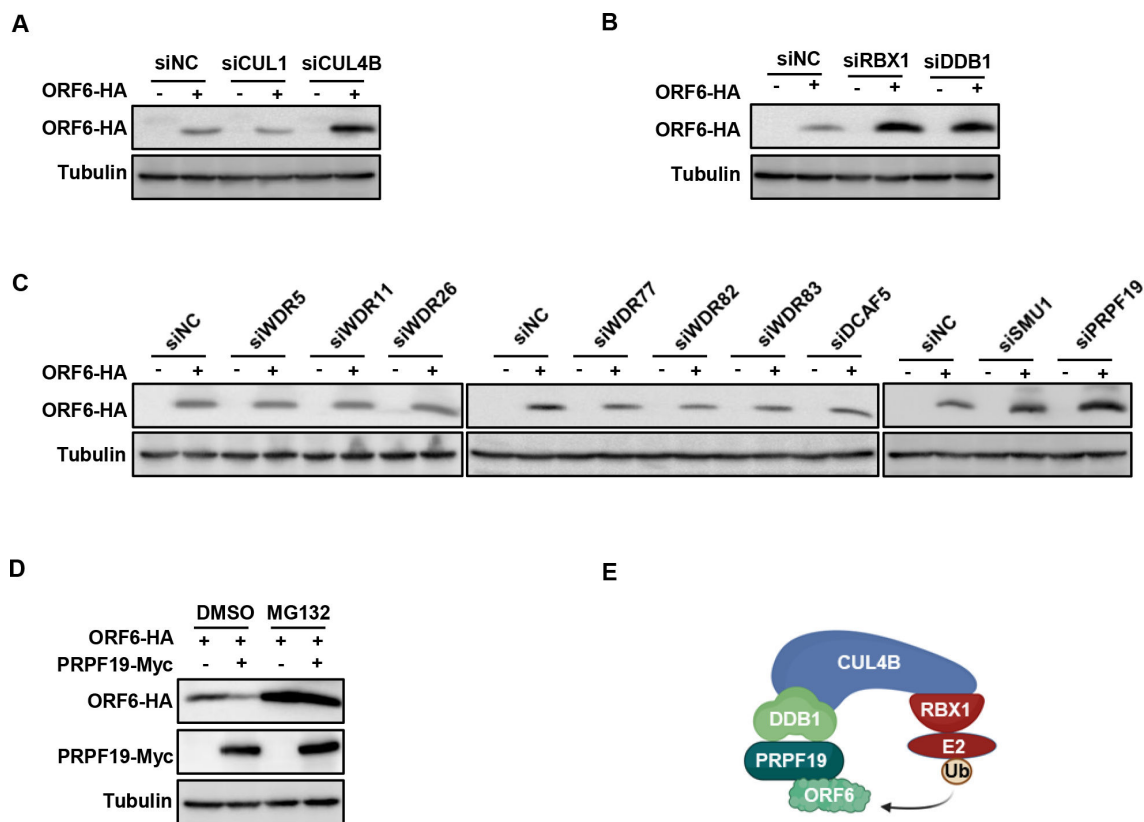 A
siNC siCUL1 siCUL4B
ORF6-HA - + - + - +
ORF6-HA
Tubulin
B
siNC siRBX1 siDDB1
ORF6-HA - + - + - +
ORF6-HA
Tubulin
C
siNC siWDR5 siWDR11 siWDR26 siNC siWDR77 siWDR82 siWDR83 siDCAF5 siNC siSMU1 siPRPF19
ORF6-HA - + - + - + - + - + - + - + - + - + - + - + - +
ORF6-HA
Tubulin
D
DMSO MG132
ORF6-HA + + + +
PRPF19-Myc - + - +
ORF6-HA
PRPF19-Myc
Tubulin
E
CUL4B
DDB1
RBX1
PRPF19
E2
Ub
ORF6